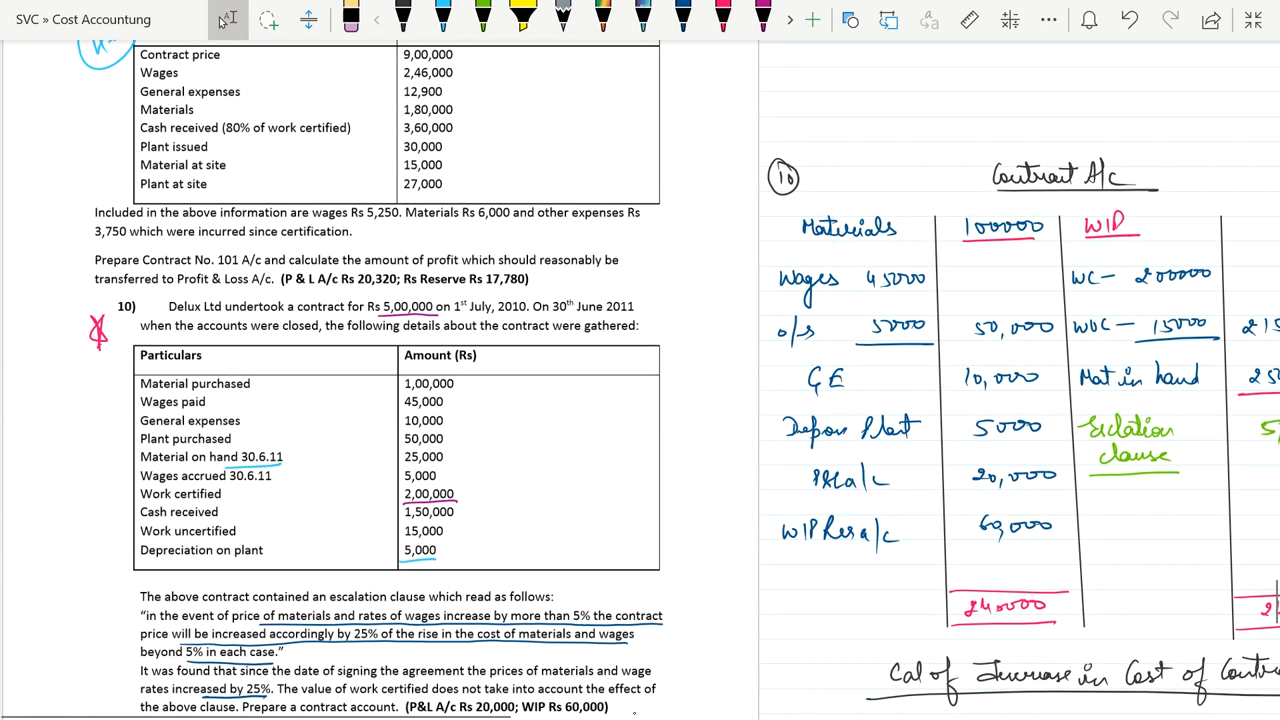 SVC » Cost Accountung
Contract price 9,00,000
Wages 2,46,000
General expenses 12,900
Materials 1,80,000
Cash received (80% of work certified) 3,60,000
Plant issued 30,000
Material at site 15,000
Plant at site 27,000
Included in the above information are wages Rs 5,250. Materials Rs 6,000 and other expenses Rs
3,750 which were incurred since certification.
Prepare Contract No. 101 A/c and calculate the amount of profit which should reasonably be
transferred to Profit & Loss A/c. (P & L A/c Rs 20,320; Rs Reserve Rs 17,780)
10) Delux Ltd undertook a contract for Rs 5,00,000 on 1st July, 2010. On 30th June 2011
when the accounts were closed, the following details about the contract were gathered:
Particulars Amount (Rs)
Material purchased 1,00,000
Wages paid 45,000
General expenses 10,000
Plant purchased 50,000
Material on hand 30.6.11 25,000
Wages accrued 30.6.11 5,000
Work certified 2,00,000
Cash received 1,50,000
Work uncertified 15,000
Depreciation on plant 5,000
The above contract contained an escalation clause which read as follows:
“in the event of price of materials and rates of wages increase by more than 5% the contract
price will be increased accordingly by 25% of the rise in the cost of materials and wages
beyond 5% in each case.”
It was found that since the date of signing the agreement the prices of materials and wage
rates increased by 25%. The value of work certified does not take into account the effect of
the above clause. Prepare a contract account. (P&L A/c Rs 20,000; WIP Rs 60,000)
10 Contract A/c
Materials 100000 WIP
Wages 45000 WC - 200000
o/s 5000 50,000 WUC - 15000 215
GE 10,000 Mat in hand 250
Depon Plant 5000 Esclation 5,
clause
P&L a/c 20,000
WIP Res a/c 60,000
240000 2
Cal of Increase in Cost of Contra